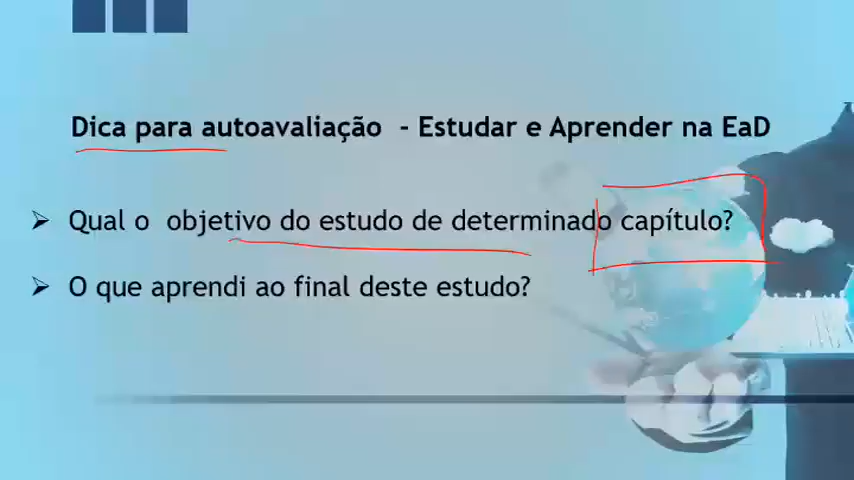 Dica para autoavaliação - Estudar e Aprender na EaD
Qual o objetivo do estudo de determinado capítulo?
O que aprendi ao final deste estudo?